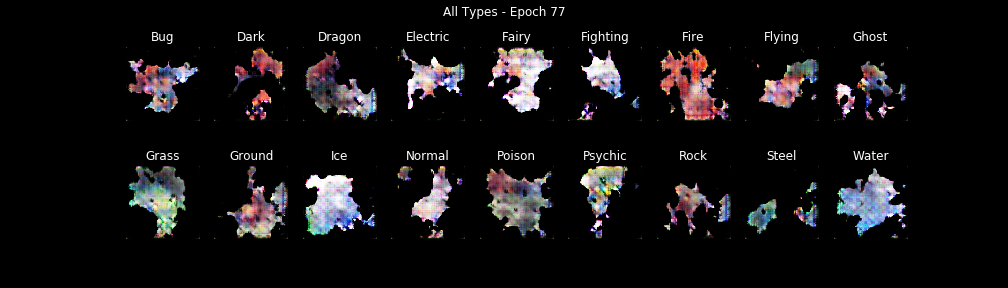 All Types - Epoch 77
Bug Dark Dragon Electric Fairy Fighting Fire Flying Ghost
Grass Ground Ice Normal Poison Psychic Rock Steel Water